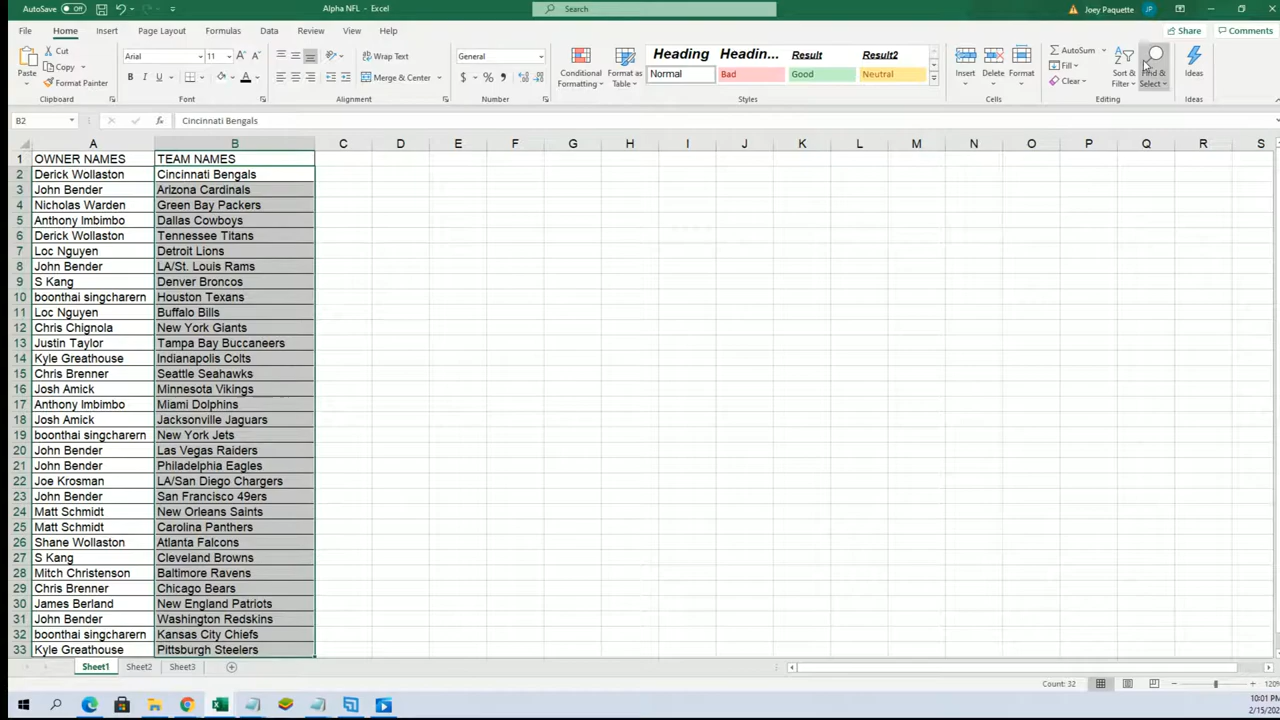 AutoSave Off Alpha NFL - Excel Search Joey Paquette JP
File Home Insert Page Layout Formulas Data Review View Help Share Comments
Paste Cut Copy Format Painter Clipboard
Arial 11 B I U A Font
Wrap Text Merge & Center Alignment
General $ % Number
Conditional Formatting Format as Table Heading Headin... Result Result2 Normal Bad Good Neutral Styles
Insert Delete Format Cells
AutoSum Fill Clear Sort & Filter Find & Select Editing
Ideas Ideas
B2 fx Cincinnati Bengals
A B C D E F G H I J K L M N O P Q R S
1 OWNER NAMES TEAM NAMES
2 Derick Wollaston Cincinnati Bengals
3 John Bender Arizona Cardinals
4 Nicholas Warden Green Bay Packers
5 Anthony Imbimbo Dallas Cowboys
6 Derick Wollaston Tennessee Titans
7 Loc Nguyen Detroit Lions
8 John Bender LA/St. Louis Rams
9 S Kang Denver Broncos
10 boonthai singcharern Houston Texans
11 Loc Nguyen Buffalo Bills
12 Chris Chignola New York Giants
13 Justin Taylor Tampa Bay Buccaneers
14 Kyle Greathouse Indianapolis Colts
15 Chris Brenner Seattle Seahawks
16 Josh Amick Minnesota Vikings
17 Anthony Imbimbo Miami Dolphins
18 Josh Amick Jacksonville Jaguars
19 boonthai singcharern New York Jets
20 John Bender Las Vegas Raiders
21 John Bender Philadelphia Eagles
22 Joe Krosman LA/San Diego Chargers
23 John Bender San Francisco 49ers
24 Matt Schmidt New Orleans Saints
25 Matt Schmidt Carolina Panthers
26 Shane Wollaston Atlanta Falcons
27 S Kang Cleveland Browns
28 Mitch Christenson Baltimore Ravens
29 Chris Brenner Chicago Bears
30 James Berland New England Patriots
31 John Bender Washington Redskins
32 boonthai singcharern Kansas City Chiefs
33 Kyle Greathouse Pittsburgh Steelers
Sheet1 Sheet2 Sheet3
Count: 32 120%
10:01 PM
2/15/202